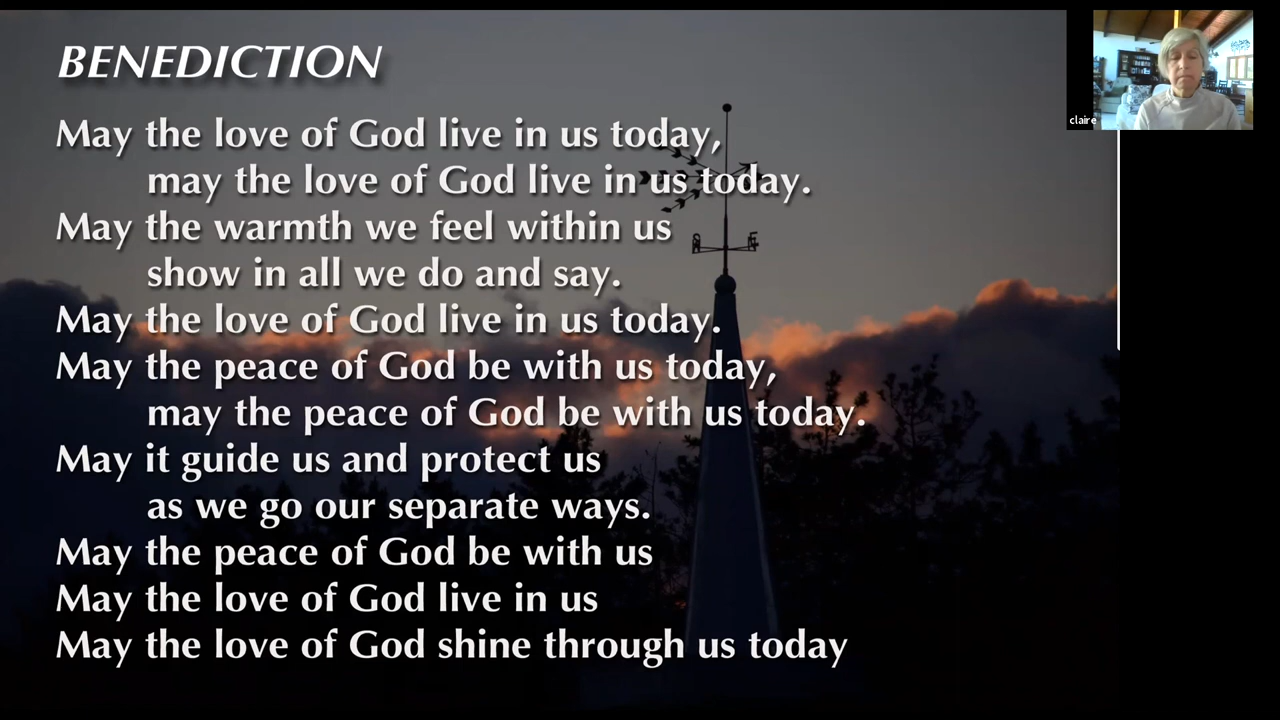 BENEDICTION
May the love of God live in us today,
may the love of God live in us today.
May the warmth we feel within us
show in all we do and say.
May the love of God live in us today.
May the peace of God be with us today,
may the peace of God be with us today.
May it guide us and protect us
as we go our separate ways.
May the peace of God be with us
May the love of God live in us
May the love of God shine through us today
claire